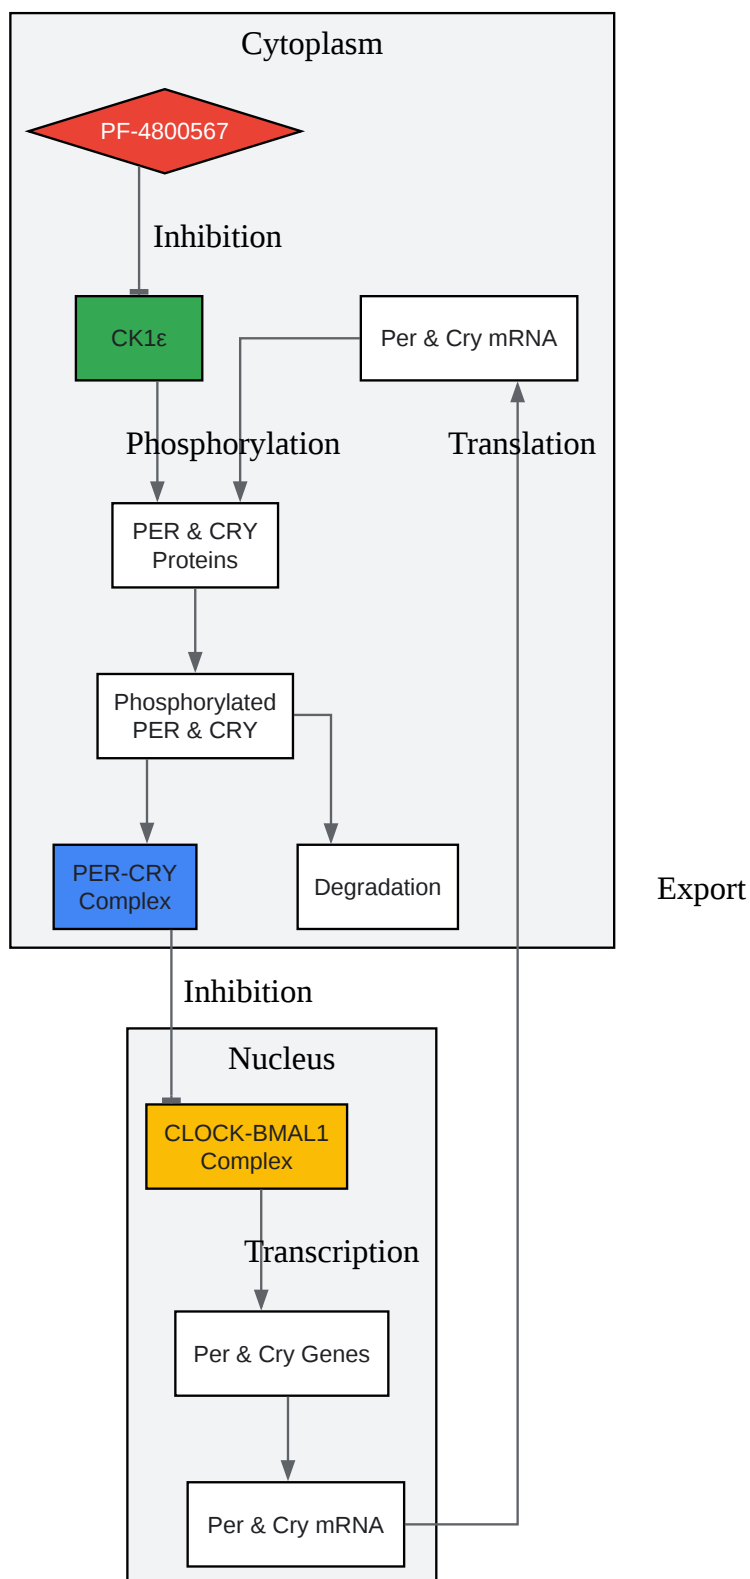 Cytoplasm
PF-4800567
Inhibition
CK1ε
Per & Cry mRNA
Phosphorylation
Translation
PER & CRY
Proteins
Phosphorylated
PER & CRY
PER-CRY
Complex
Degradation
Export
Inhibition
Nucleus
CLOCK-BMAL1
Complex
Transcription
Per & Cry Genes
Per & Cry mRNA